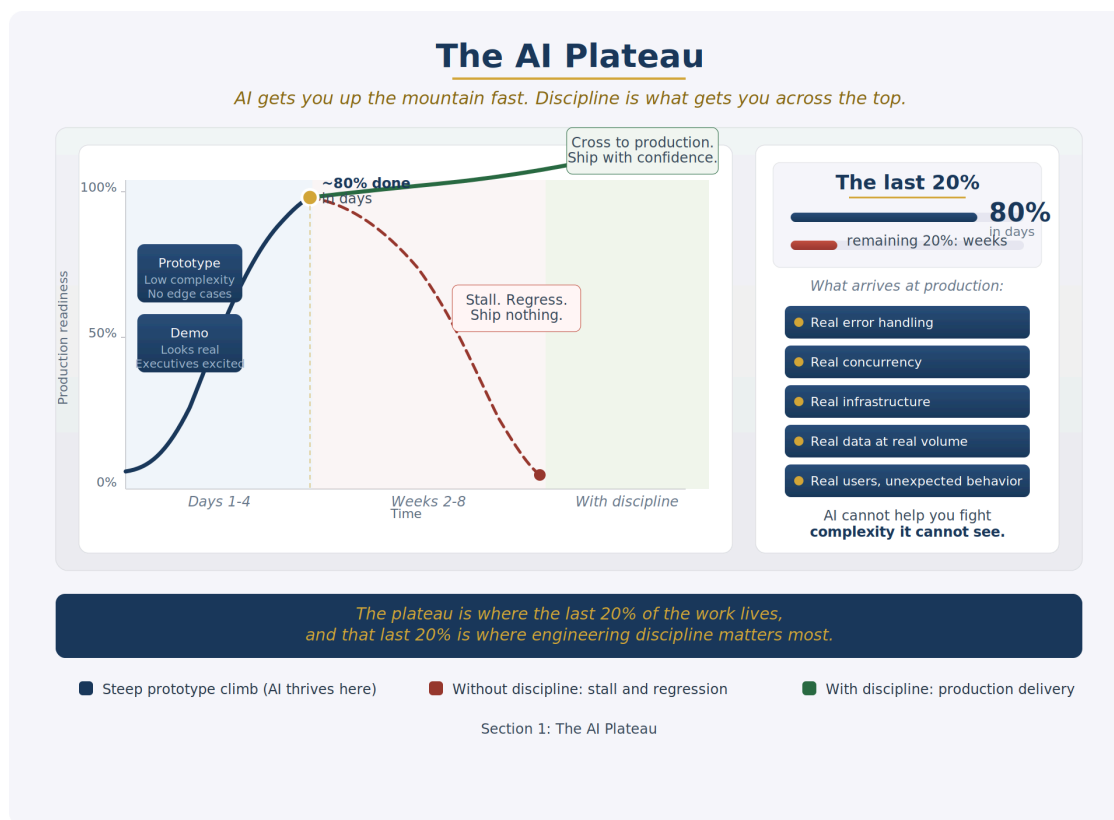 The AI Plateau
AI gets you up the mountain fast. Discipline is what gets you across the top.
Cross to production.
Ship with confidence.
100%
~80% done
in days
Prototype
Low complexity
No edge cases
Stall. Regress.
Ship nothing.
50%
Demo
Looks real
Executives excited
Production readiness
0%
Days 1-4
Weeks 2-8
With discipline
Time
The last 20%
80%
in days
remaining 20%: weeks
What arrives at production:
Real error handling
Real concurrency
Real infrastructure
Real data at real volume
Real users, unexpected behavior
AI cannot help you fight
complexity it cannot see.
The plateau is where the last 20% of the work lives,
and that last 20% is where engineering discipline matters most.
Steep prototype climb (AI thrives here)
Without discipline: stall and regression
With discipline: production delivery
Section 1: The AI Plateau